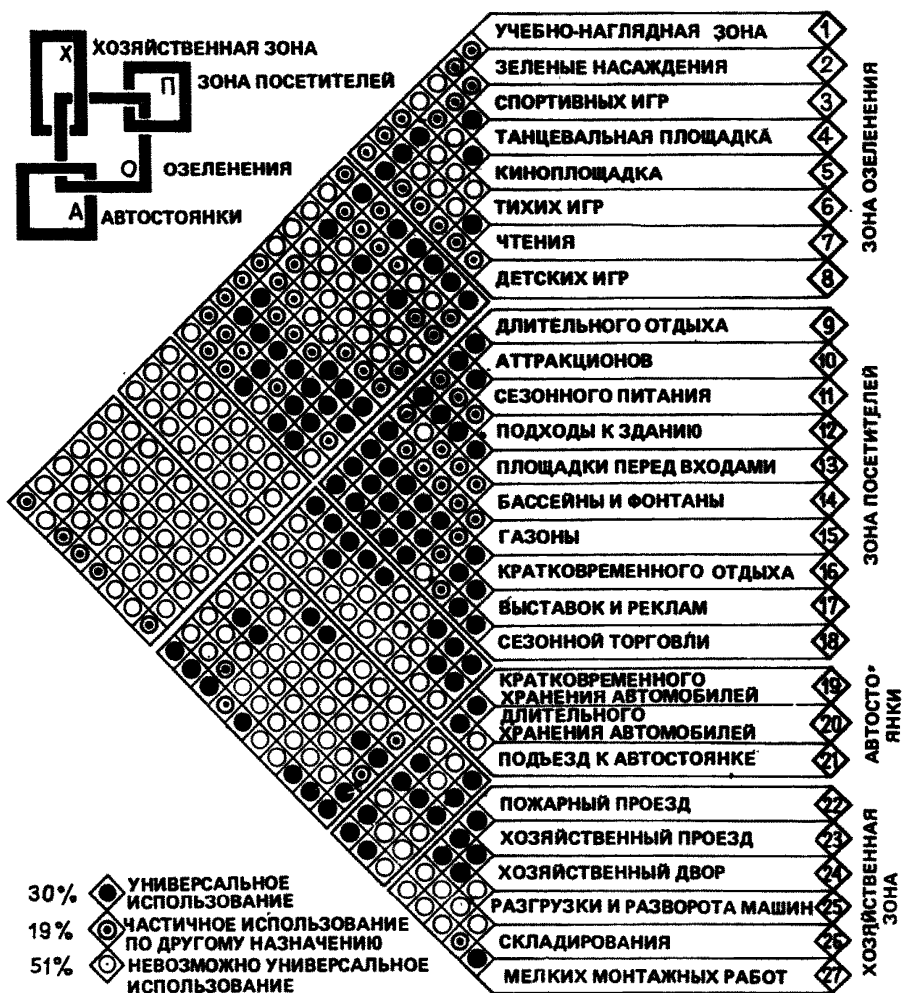 Х ХОЗЯЙСТВЕННАЯ ЗОНА
П ЗОНА ПОСЕТИТЕЛЕЙ
О ОЗЕЛЕНЕНИЯ
А АВТОСТОЯНКИ
УЧЕБНО-НАГЛЯДНАЯ ЗОНА 1
ЗЕЛЕНЫЕ НАСАЖДЕНИЯ 2
СПОРТИВНЫХ ИГР 3
ТАНЦЕВАЛЬНАЯ ПЛОЩАДКА 4
КИНОПЛОЩАДКА 5
ТИХИХ ИГР 6
ЧТЕНИЯ 7
ДЕТСКИХ ИГР 8
ЗОНА ОЗЕЛЕНЕНИЯ
ДЛИТЕЛЬНОГО ОТДЫХА 9
АТТРАКЦИОНОВ 10
СЕЗОННОГО ПИТАНИЯ 11
ПОДХОДЫ К ЗДАНИЮ 12
ПЛОЩАДКИ ПЕРЕД ВХОДАМИ 13
БАССЕЙНЫ И ФОНТАНЫ 14
ГАЗОНЫ 15
КРАТКОВРЕМЕННОГО ОТДЫХА 16
ВЫСТАВОК И РЕКЛАМ 17
СЕЗОННОЙ ТОРГОВЛИ 18
ЗОНА ПОСЕТИТЕЛЕЙ
КРАТКОВРЕМЕННОГО
ХРАНЕНИЯ АВТОМОБИЛЕЙ 19
ДЛИТЕЛЬНОГО
ХРАНЕНИЯ АВТОМОБИЛЕЙ 20
ПОДЪЕЗД К АВТОСТОЯНКЕ 21
АВТОСТО-
ЯНКИ
ПОЖАРНЫЙ ПРОЕЗД 22
ХОЗЯЙСТВЕННЫЙ ПРОЕЗД 23
ХОЗЯЙСТВЕННЫЙ ДВОР 24
РАЗГРУЗКИ И РАЗВОРОТА МАШИН 25
СКЛАДИРОВАНИЯ 26
МЕЛКИХ МОНТАЖНЫХ РАБОТ 27
ХОЗЯЙСТВЕННАЯ
ЗОНА
30% УНИВЕРСАЛЬНОЕ
ИСПОЛЬЗОВАНИЕ
19% ЧАСТИЧНОЕ ИСПОЛЬЗОВАНИЕ
ПО ДРУГОМУ НАЗНАЧЕНИЮ
51% НЕВОЗМОЖНО УНИВЕРСАЛЬНОЕ
ИСПОЛЬЗОВАНИЕ